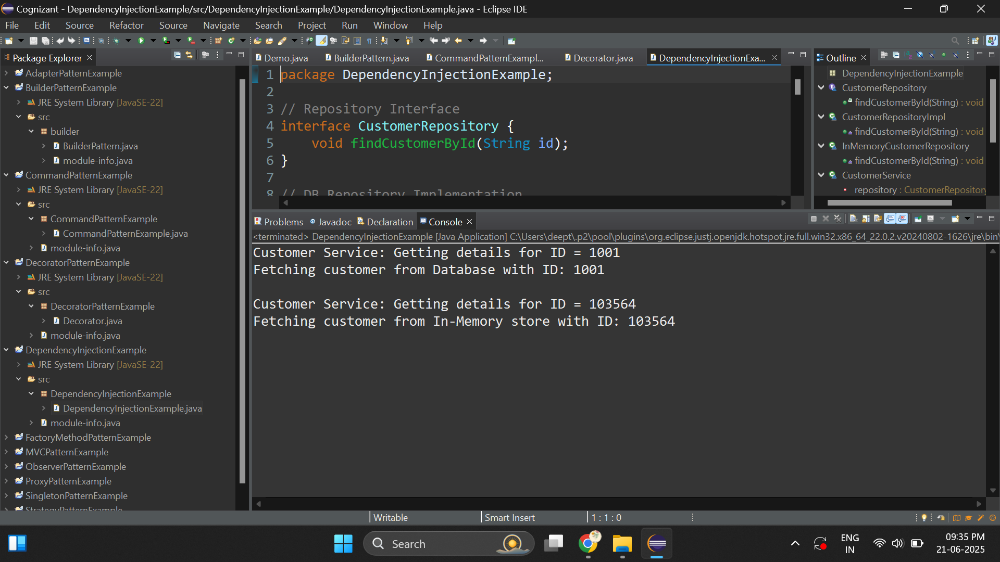 Cognizant - DependencyInjectionExample/src/DependencyInjectionExample/DependencyInjectionExample.java - Eclipse IDE
File Edit Source Refactor Source Navigate Search Project Run Window Help
Package Explorer
AdapterPatternExample
BuilderPatternExample
JRE System Library [JavaSE-22]
src
builder
BuilderPattern.java
module-info.java
CommandPatternExample
JRE System Library [JavaSE-22]
src
CommandPatternExample
CommandPatternExample.java
module-info.java
DecoratorPatternExample
JRE System Library [JavaSE-22]
src
DecoratorPatternExample
Decorator.java
module-info.java
DependencyInjectionExample
JRE System Library [JavaSE-22]
src
DependencyInjectionExample
DependencyInjectionExample.java
module-info.java
FactoryMethodPatternExample
MVCPatternExample
ObserverPatternExample
ProxyPatternExample
SingletonPatternExample
StrategyPatternExample
Demo.java BuilderPattern.java CommandPatternExampl... Decorator.java DependencyInjectionExa...
1 package DependencyInjectionExample;
2
3 // Repository Interface
4 interface CustomerRepository {
5 void findCustomerById(String id);
6 }
7
8 // DB Repository Implementation
Outline
DependencyInjectionExample
CustomerRepository
findCustomerById(String) : void
CustomerRepositoryImpl
findCustomerById(String) : void
InMemoryCustomerRepository
findCustomerById(String) : void
CustomerService
repository : CustomerRepository
Problems Javadoc Declaration Console
<terminated> DependencyInjectionExample [Java Application] C:\Users\deept\.p2\pool\plugins\org.eclipse.justj.openjdk.hotspot.jre.full.win32.x86_64_22.0.2.v20240802-1626\jre\bin\
Customer Service: Getting details for ID = 1001
Fetching customer from Database with ID: 1001
Customer Service: Getting details for ID = 103564
Fetching customer from In-Memory store with ID: 103564
Writable Smart Insert 1 : 1 : 0
Search
ENG
IN
09:35 PM
21-06-2025